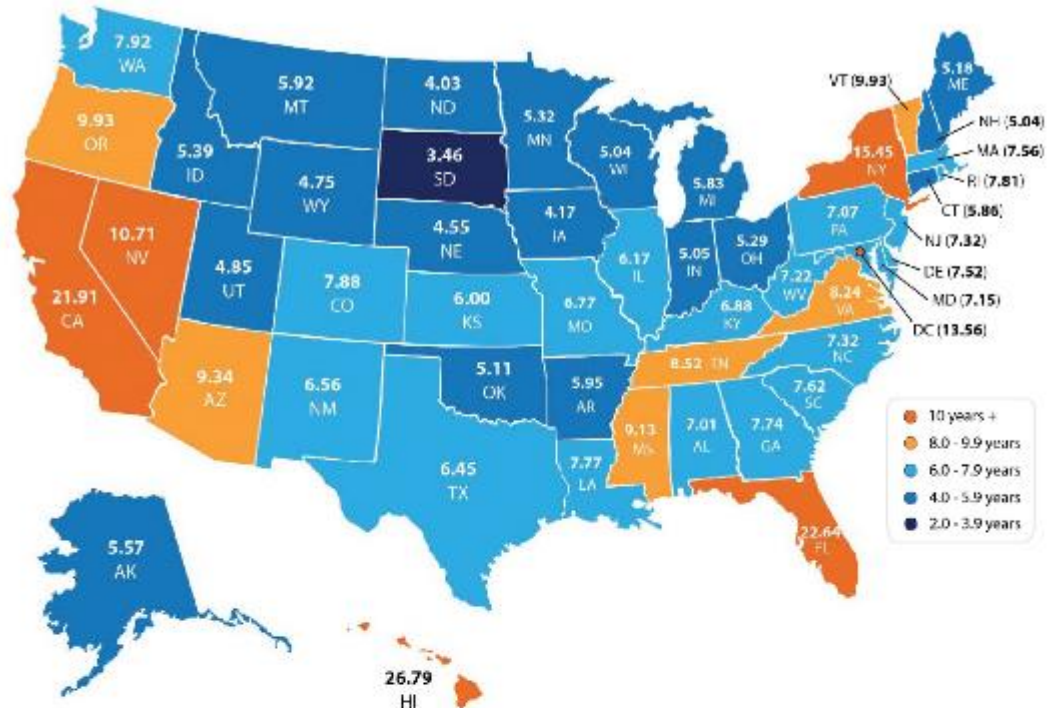 7.92
WA
9.93
OR
21.91
CA
10.71
NV
5.39
ID
5.92
MT
4.75
WY
4.85
UT
9.34
AZ
7.88
CO
6.56
NM
4.03
ND
3.46
SD
4.55
NE
6.00
KS
5.11
OK
6.45
TX
5.32
MN
4.17
IA
6.77
MO
5.95
AR
7.77
LA
5.04
WI
6.17
IL
5.83
MI
5.05
IN
5.29
OH
6.88
KY
8.52 TN
9.13
MS
7.01
AL
7.74
GA
22.64
FL
7.62
SC
7.32
NC
8.24
VA
7.22
WV
7.07
PA
15.45
NY
VT (9.93)
5.18
ME
NH (5.04)
MA (7.56)
RI (7.81)
CT (5.86)
NJ (7.32)
DE (7.52)
MD (7.15)
DC (13.56)
10 years +
8.0 - 9.9 years
6.0 - 7.9 years
4.0 - 5.9 years
2.0 - 3.9 years
5.57
AK
26.79
HI